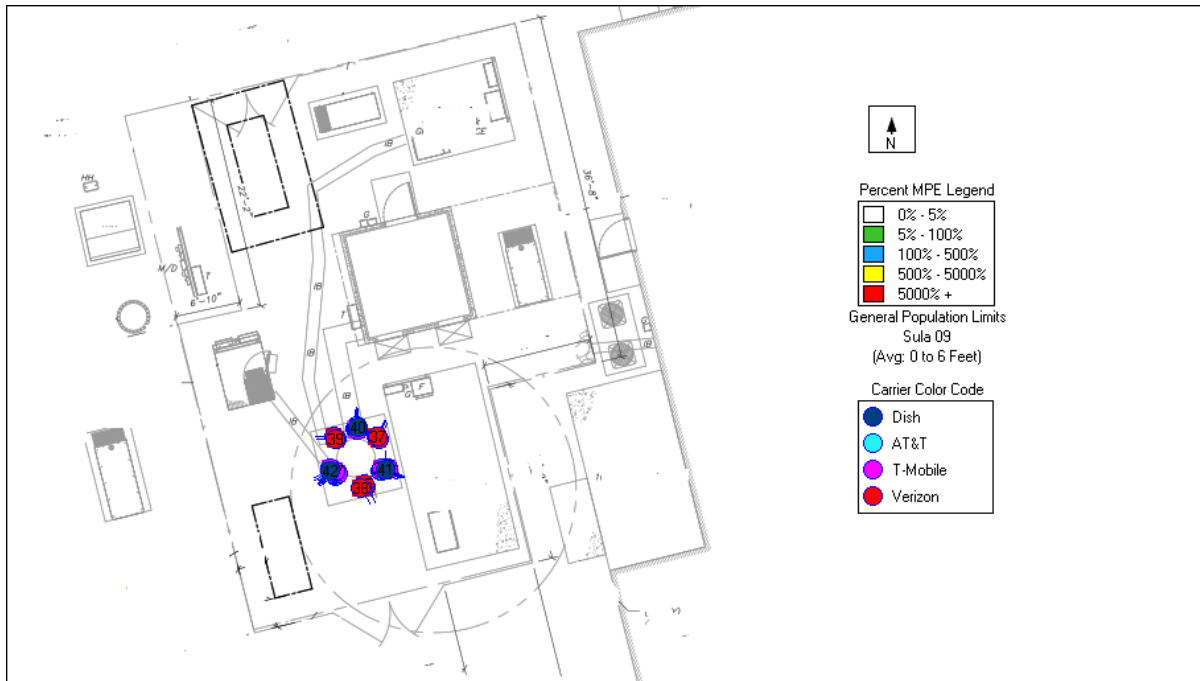 N
Percent MPE Legend
0% - 5%
5% - 100%
100% - 500%
500% - 5000%
5000% +
General Population Limits
Sula 09
(Avg: 0 to 6 Feet)
Carrier Color Code
Dish
AT&T
T-Mobile
Verizon
HH
22'-2"
IB
36'-8"
G
M/D
T
6'-10"
IB
T
IB
IB
G
F
G
IB
IB
39
40
37
42
41
38